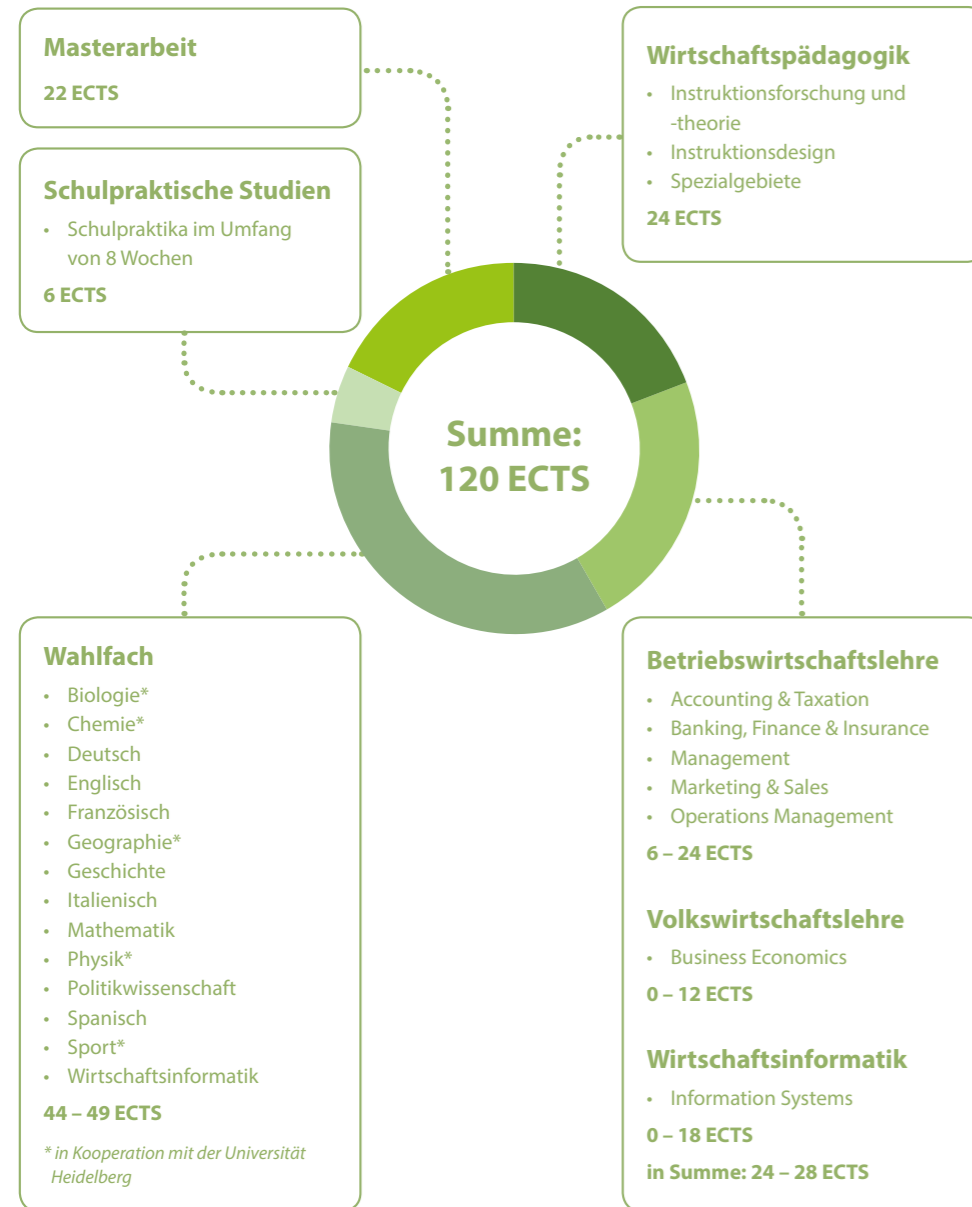 Masterarbeit
22 ECTS
Schulpraktische Studien
• Schulpraktika im Umfang
von 8 Wochen
6 ECTS
Wirtschaftspädagogik
• Instruktionsforschung und
-theorie
• Instruktionsdesign
• Spezialgebiete
24 ECTS
Summe:
120 ECTS
Wahlfach
• Biologie*
• Chemie*
• Deutsch
• Englisch
• Französisch
• Geographie*
• Geschichte
• Italienisch
• Mathematik
• Physik*
• Politikwissenschaft
• Spanisch
• Sport*
• Wirtschaftsinformatik
44 – 49 ECTS
* in Kooperation mit der Universität
Heidelberg
Betriebswirtschaftslehre
• Accounting & Taxation
• Banking, Finance & Insurance
• Management
• Marketing & Sales
• Operations Management
6 – 24 ECTS
Volkswirtschaftslehre
• Business Economics
0 – 12 ECTS
Wirtschaftsinformatik
• Information Systems
0 – 18 ECTS
in Summe: 24 – 28 ECTS